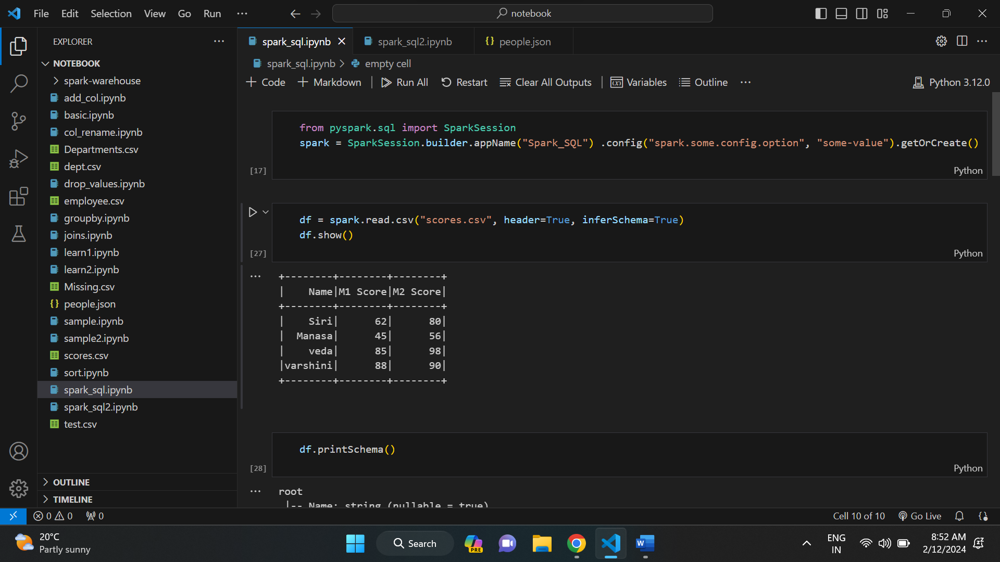 File Edit Selection View Go Run ···
notebook
EXPLORER ···
NOTEBOOK
spark-warehouse
add_col.ipynb
basic.ipynb
col_rename.ipynb
Departments.csv
dept.csv
drop_values.ipynb
employee.csv
groupby.ipynb
joins.ipynb
learn1.ipynb
learn2.ipynb
Missing.csv
{} people.json
sample.ipynb
sample2.ipynb
scores.csv
sort.ipynb
spark_sql.ipynb
spark_sql2.ipynb
test.csv
OUTLINE
TIMELINE
spark_sql.ipynb spark_sql2.ipynb {} people.json
spark_sql.ipynb > empty cell
+ Code + Markdown | Run All Restart Clear All Outputs | Variables Outline ··· Python 3.12.0
from pyspark.sql import SparkSession
spark = SparkSession.builder.appName("Spark_SQL") .config("spark.some.config.option", "some-value").getOrCreate()
[17] Python
df = spark.read.csv("scores.csv", header=True, inferSchema=True)
df.show()
[27] Python
+--------+--------+--------+
|    Name|M1 Score|M2 Score|
+--------+--------+--------+
|    Siri|      62|      80|
|  Manasa|      45|      56|
|    veda|      85|      98|
|varshini|      88|      90|
+--------+--------+--------+
df.printSchema()
[28] Python
root
|-- Name: string (nullable = true)
0 0 0 Cell 10 of 10 Go Live
20°C
Partly sunny
Search
PRE
W
ENG
IN
8:52 AM
2/12/2024